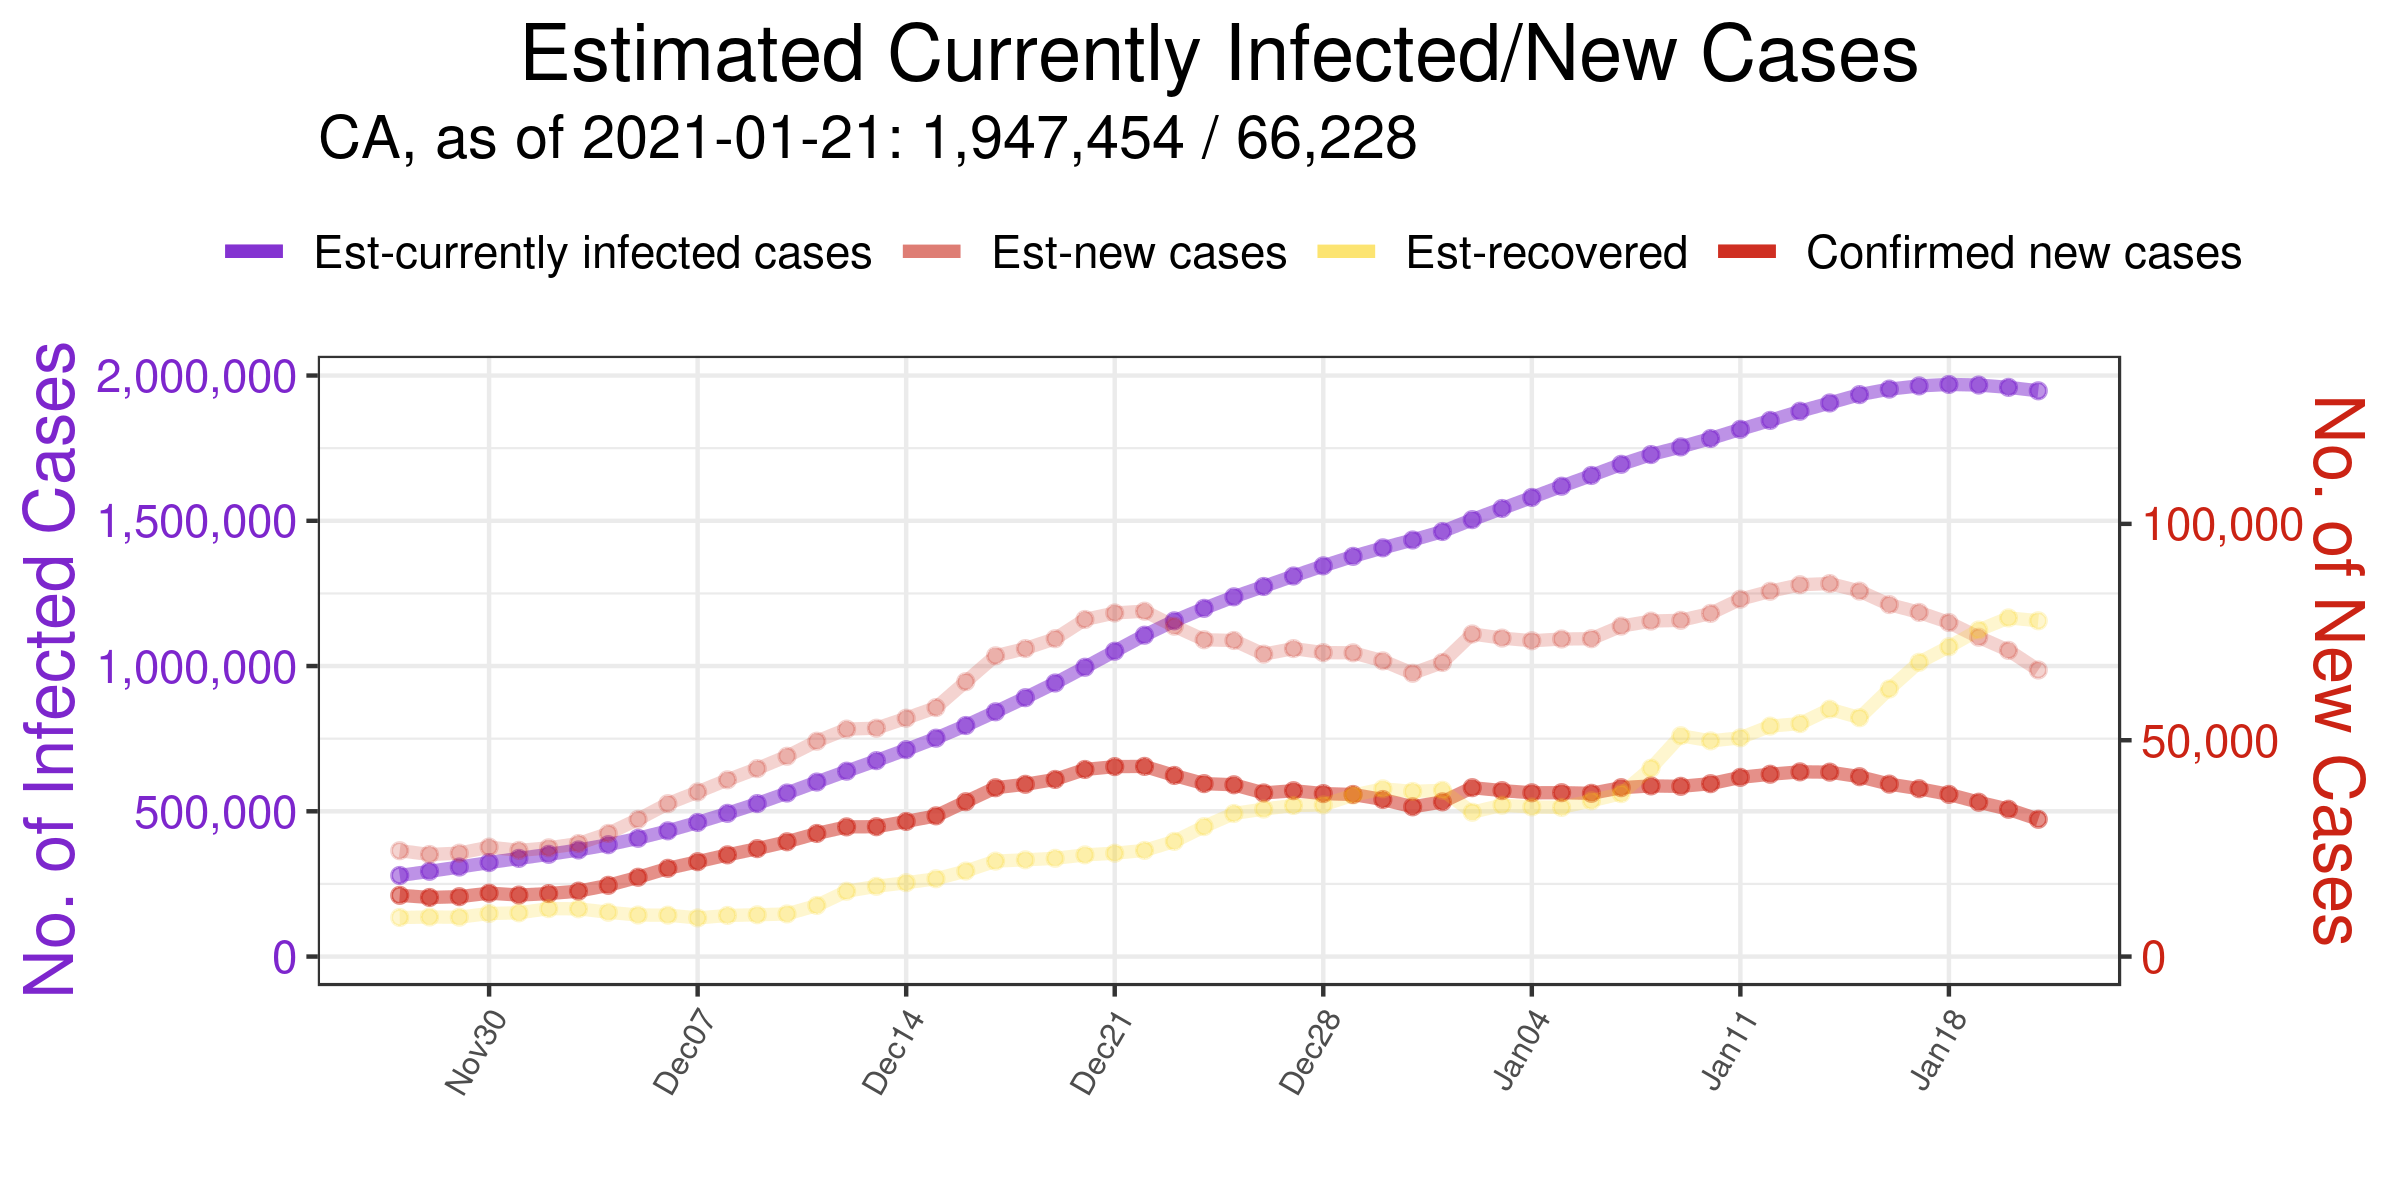 Estimated Currently Infected/New Cases
CA, as of 2021-01-21: 1,947,454 / 66,228
Est-currently infected cases Est-new cases Est-recovered Confirmed new cases
No. of Infected Cases
2,000,000
1,500,000
1,000,000
500,000
0
100,000
50,000
0
No. of New Cases
Nov30 Dec07 Dec14 Dec21 Dec28 Jan04 Jan11 Jan18